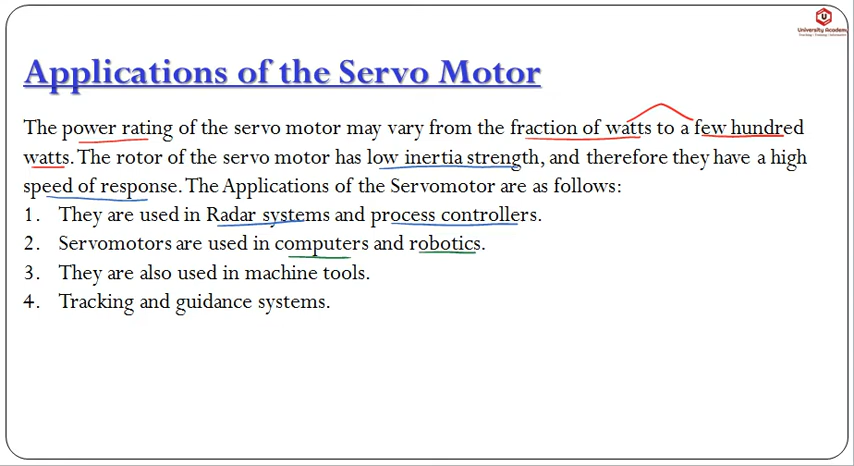 University Academy
Applications of the Servo Motor
The power rating of the servo motor may vary from the fraction of watts to a few hundred
watts. The rotor of the servo motor has low inertia strength, and therefore they have a high
speed of response. The Applications of the Servomotor are as follows:
1. They are used in Radar systems and process controllers.
2. Servomotors are used in computers and robotics.
3. They are also used in machine tools.
4. Tracking and guidance systems.